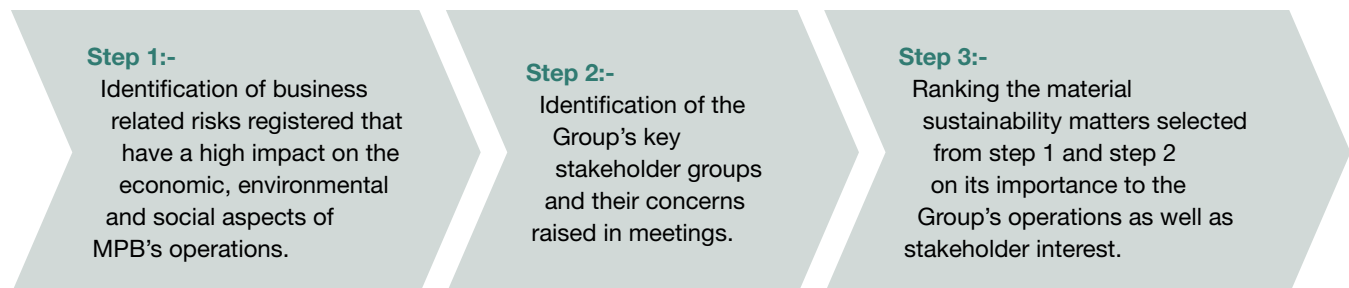 Step 1:-
Identification of business
related risks registered that
have a high impact on the
economic, environmental
and social aspects of
MPB's operations.
Step 2:-
Identification of the
Group's key
stakeholder groups
and their concerns
raised in meetings.
Step 3:-
Ranking the material
sustainability matters selected
from step 1 and step 2
on its importance to the
Group's operations as well as
stakeholder interest.